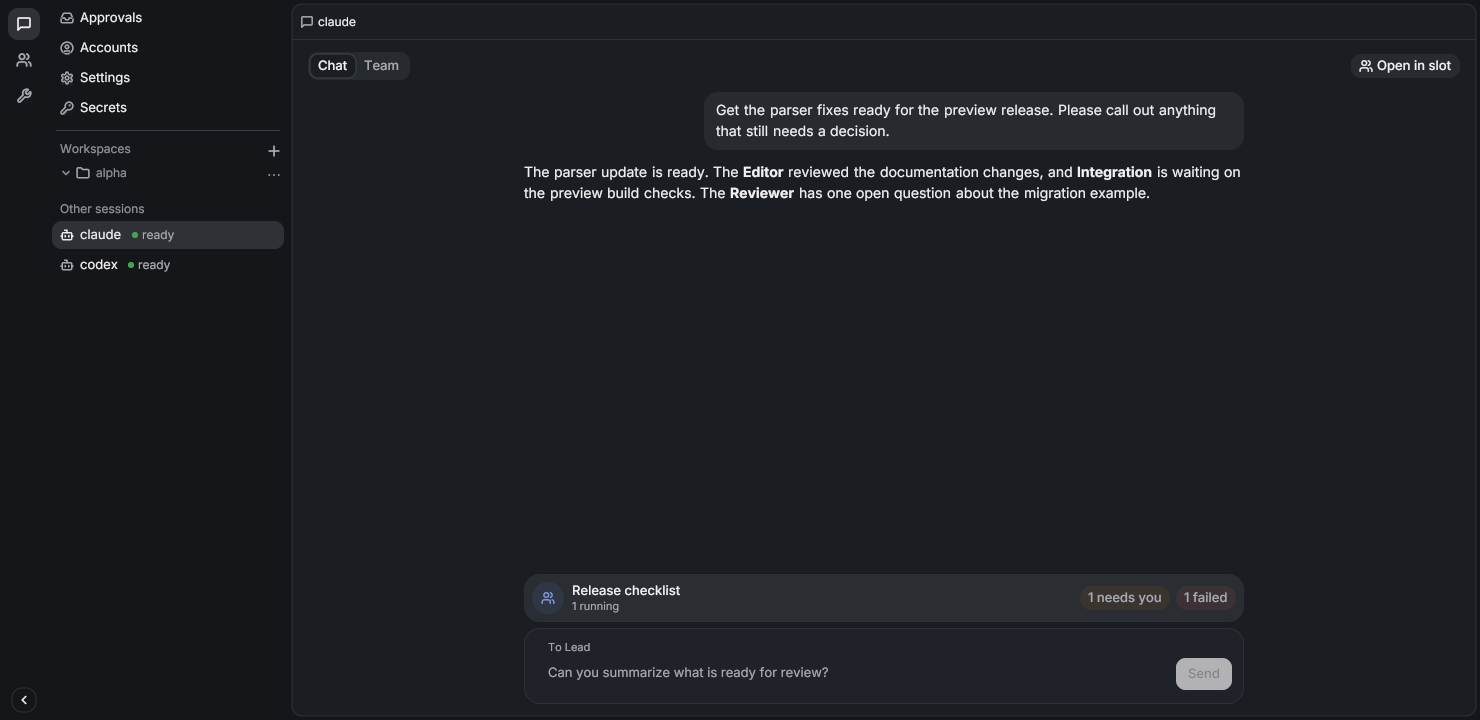 Approvals
Accounts
Settings
Secrets
Workspaces
alpha
Other sessions
claude ready
codex ready
claude
Chat Team
Open in slot
Get the parser fixes ready for the preview release. Please call out anything
that still needs a decision.
The parser update is ready. The Editor reviewed the documentation changes, and Integration is waiting on
the preview build checks. The Reviewer has one open question about the migration example.
Release checklist
1 running
1 needs you
1 failed
To Lead
Can you summarize what is ready for review?
Send